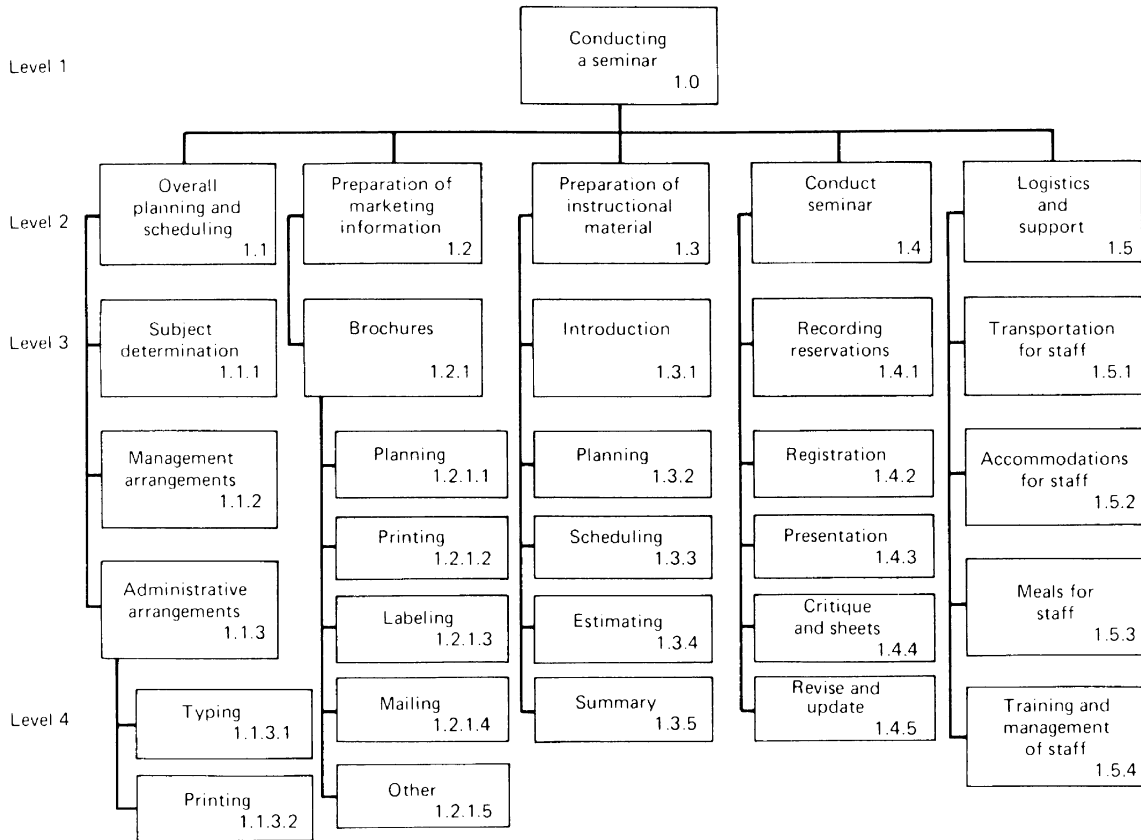 Level 1
Conducting
a seminar
1.0
Level 2
Overall
planning and
scheduling
1.1
Preparation of
marketing
information
1.2
Preparation of
instructional
material
1.3
Conduct
seminar
1.4
Logistics
and
support
1.5
Level 3
Subject
determination
1.1.1
Brochures
1.2.1
Introduction
1.3.1
Recording
reservations
1.4.1
Transportation
for staff
1.5.1
Management
arrangements
1.1.2
Planning
1.2.1.1
Planning
1.3.2
Registration
1.4.2
Accommodations
for staff
1.5.2
Printing
1.2.1.2
Scheduling
1.3.3
Presentation
1.4.3
Administrative
arrangements
1.1.3
Labeling
1.2.1.3
Estimating
1.3.4
Critique
and sheets
1.4.4
Meals for
staff
1.5.3
Level 4
Typing
1.1.3.1
Mailing
1.2.1.4
Summary
1.3.5
Revise and
update
1.4.5
Training and
management
of staff
1.5.4
Printing
1.1.3.2
Other
1.2.1.5